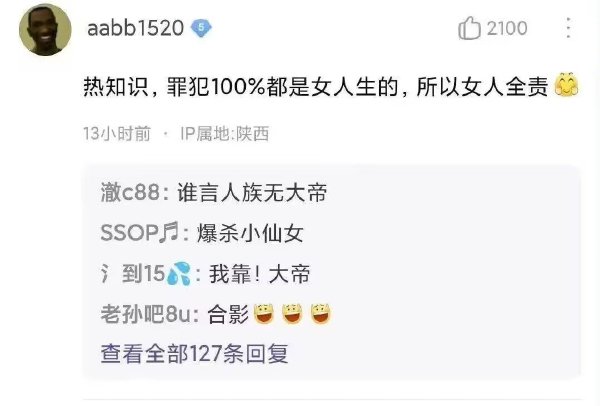 aabb1520 5 2100
热知识，罪犯100%都是女人生的，所以女人全责
13小时前 · IP属地:陕西
澈c88: 谁言人族无大帝
SSOP♬: 爆杀小仙女
氵到15💦: 我靠！大帝
老孙吧8u: 合影
查看全部127条回复